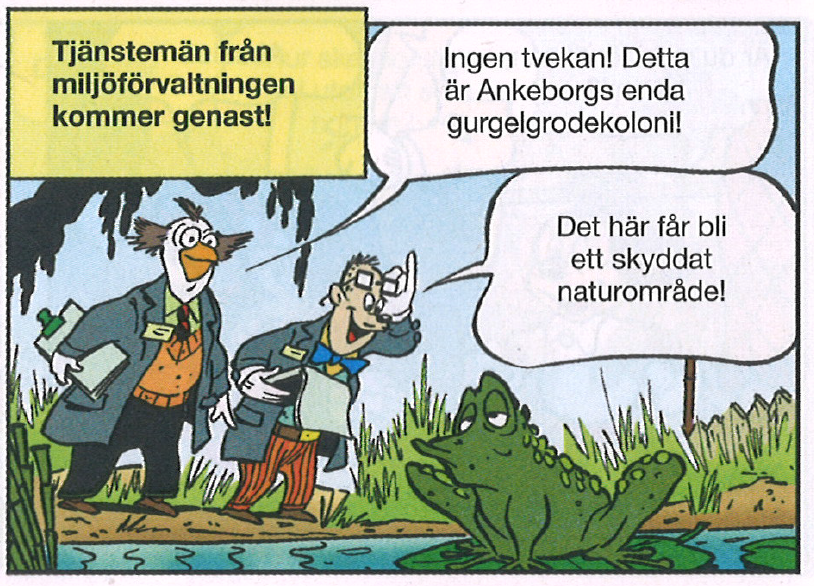 Tjänstemän från
miljöförvaltningen
kommer genast!
Ingen tvekan! Detta
är Ankeborgs enda
gurgelgrodekoloni!
Det här får bli
ett skyddat
naturområde!